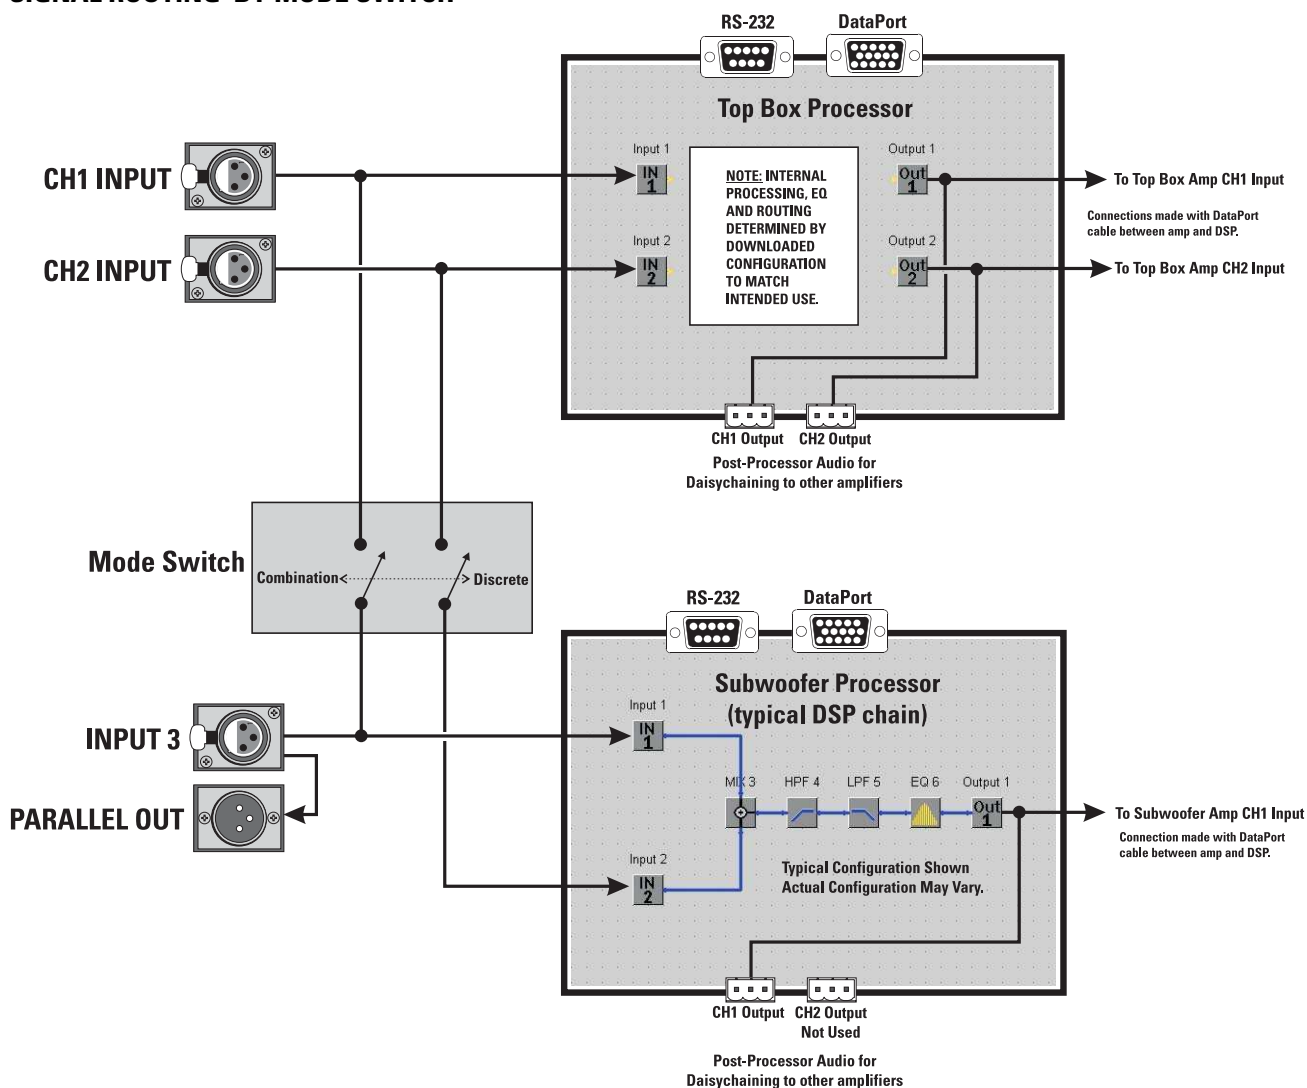 SIGNAL ROUTING BY MODE SWITCH
RS-232
DataPort
Top Box Processor
CH1 INPUT
Input 1
IN
1
NOTE: INTERNAL
PROCESSING, EQ
AND ROUTING
DETERMINED BY
DOWNLOADED
CONFIGURATION
TO MATCH
INTENDED USE.
Output 1
Out
1
To Top Box Amp CH1 Input
Connections made with DataPort
cable between amp and DSP.
CH2 INPUT
Input 2
IN
2
Output 2
Out
2
To Top Box Amp CH2 Input
CH1 Output
CH2 Output
Post-Processor Audio for
Daisychaining to other amplifiers
Mode Switch
Combination
Discrete
RS-232
DataPort
Subwoofer Processor
(typical DSP chain)
INPUT 3
Input 1
IN
1
PARALLEL OUT
MIX 3
HPF 4
LPF 5
EQ 6
Output 1
Out
1
To Subwoofer Amp CH1 Input
Connection made with DataPort
cable between amp and DSP.
Input 2
IN
2
Typical Configuration Shown
Actual Configuration May Vary.
CH1 Output
CH2 Output
Not Used
Post-Processor Audio for
Daisychaining to other amplifiers